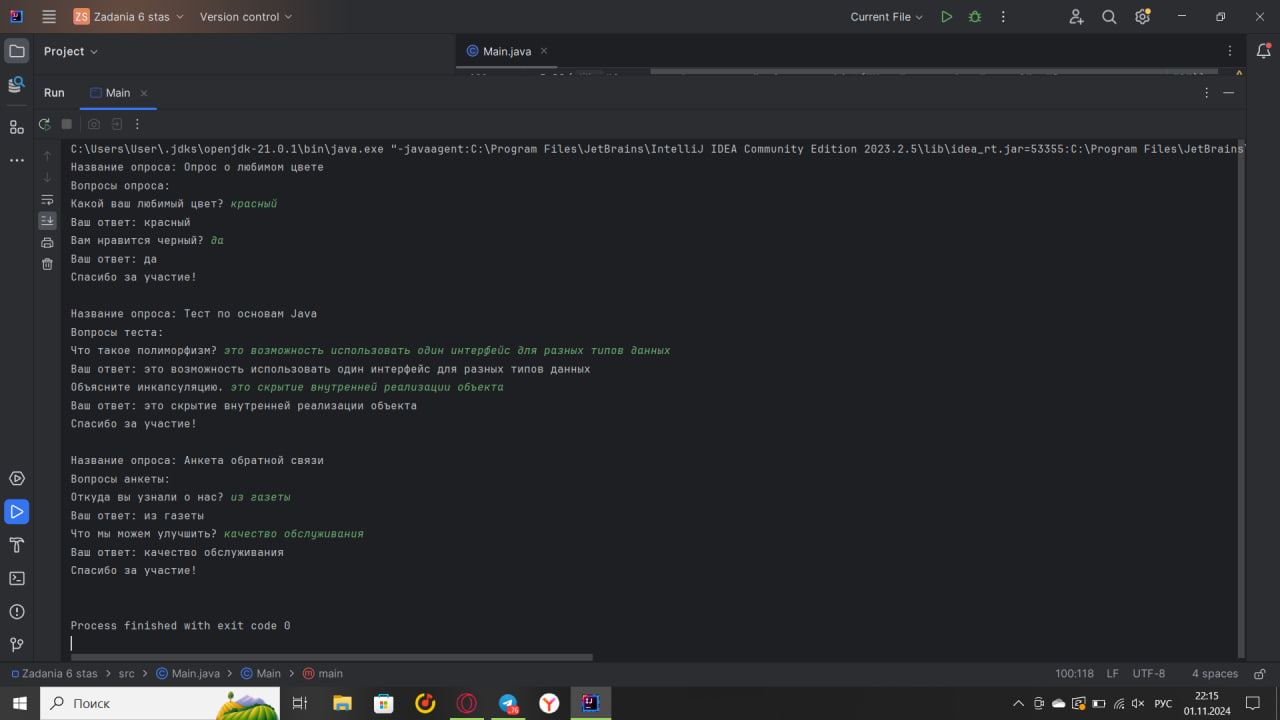 ZS Zadania 6 stas Version control Current File
Project Main.java
Run Main
C:\Users\User\.jdks\openjdk-21.0.1\bin\java.exe "-javaagent:C:\Program Files\JetBrains\IntelliJ IDEA Community Edition 2023.2.5\lib\idea_rt.jar=53355:C:\Program Files\JetBrains\
Название опроса: Опрос о любимом цвете
Вопросы опроса:
Какой ваш любимый цвет? красный
Ваш ответ: красный
Вам нравится черный? да
Ваш ответ: да
Спасибо за участие!
Название опроса: Тест по основам Java
Вопросы теста:
Что такое полиморфизм? это возможность использовать один интерфейс для разных типов данных
Ваш ответ: это возможность использовать один интерфейс для разных типов данных
Объясните инкапсуляцию. это скрытие внутренней реализации объекта
Ваш ответ: это скрытие внутренней реализации объекта
Спасибо за участие!
Название опроса: Анкета обратной связи
Вопросы анкеты:
Откуда вы узнали о нас? из газеты
Ваш ответ: из газеты
Что мы можем улучшить? качество обслуживания
Ваш ответ: качество обслуживания
Спасибо за участие!
Process finished with exit code 0
Zadania 6 stas src Main.java Main main 100:118 LF UTF-8 4 spaces
Поиск 76 РУС 22:15
01.11.2024